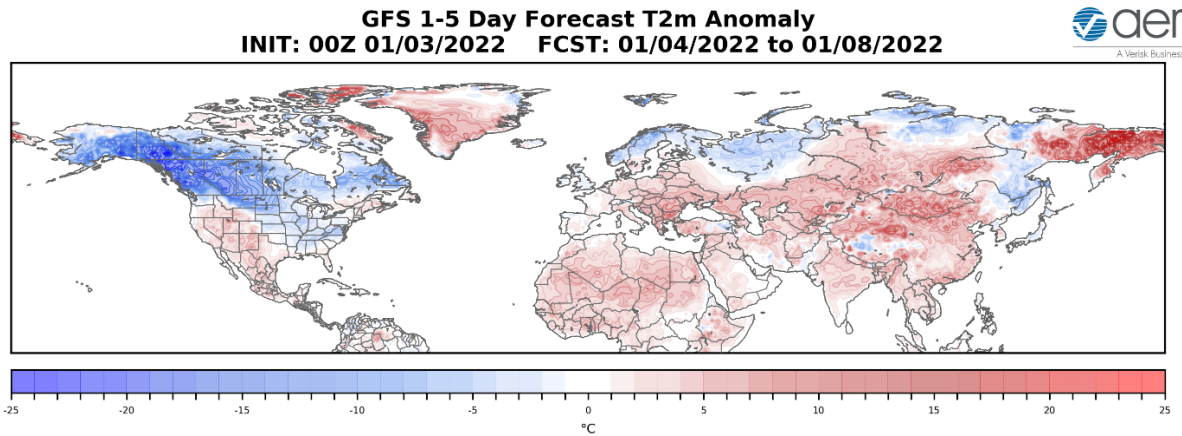 GFS 1-5 Day Forecast T2m Anomaly
INIT: 00Z 01/03/2022 FCST: 01/04/2022 to 01/08/2022
aer
A Verisk Business
-25 -20 -15 -10 -5 0 5 10 15 20 25
°C